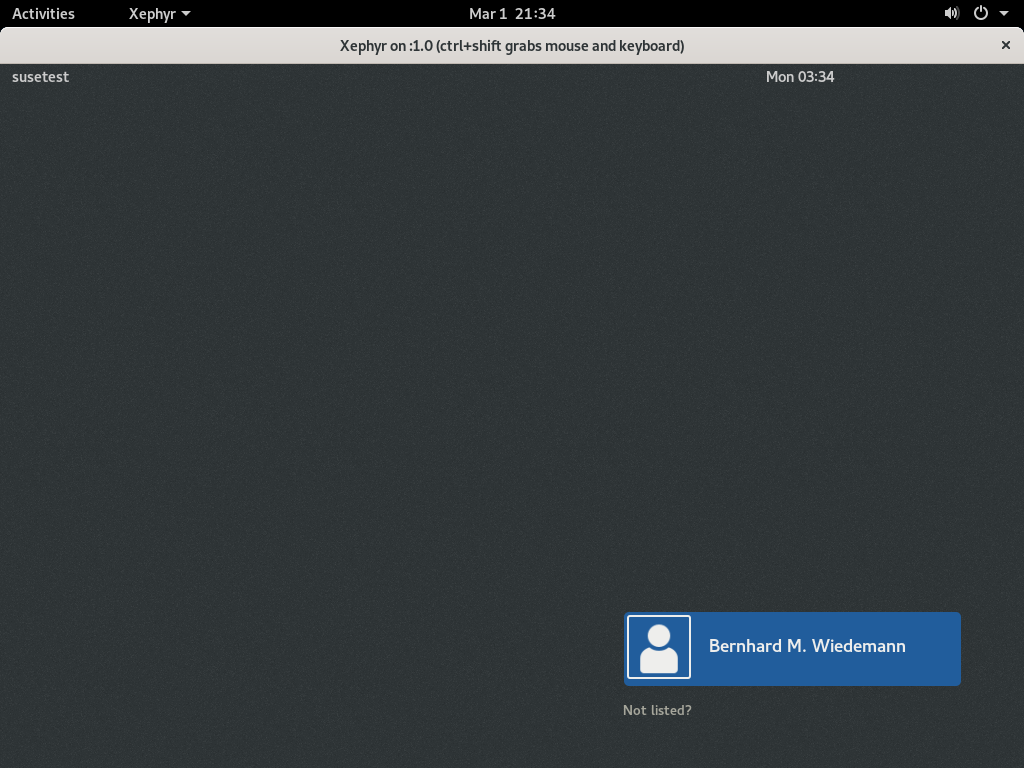 Activities Xephyr Mar 1 21:34
Xephyr on :1.0 (ctrl+shift grabs mouse and keyboard)
susetest Mon 03:34
Bernhard M. Wiedemann
Not listed?